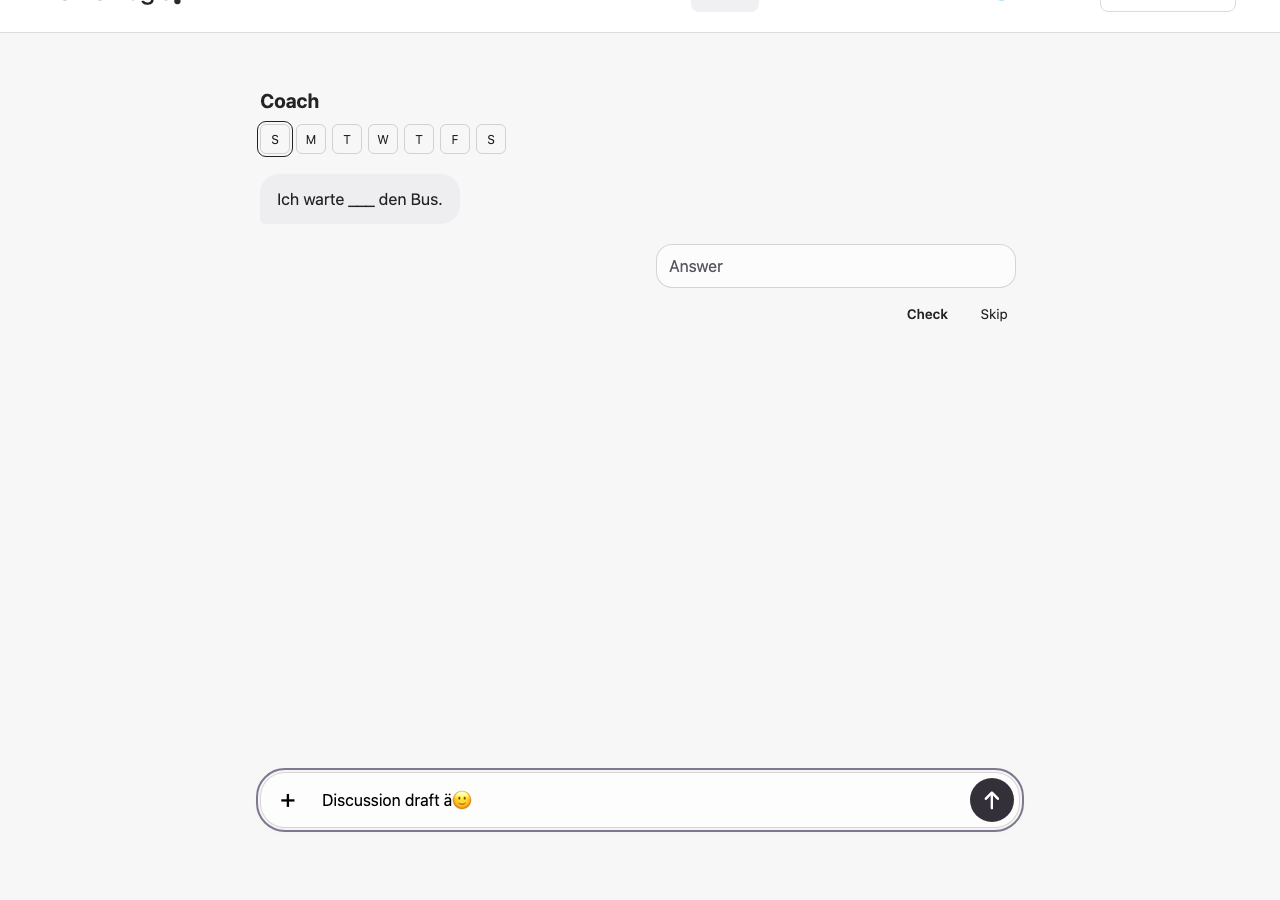 Coach
S M T W T F S
Ich warte ___ den Bus.
Answer
Check Skip
Discussion draft ä🙂